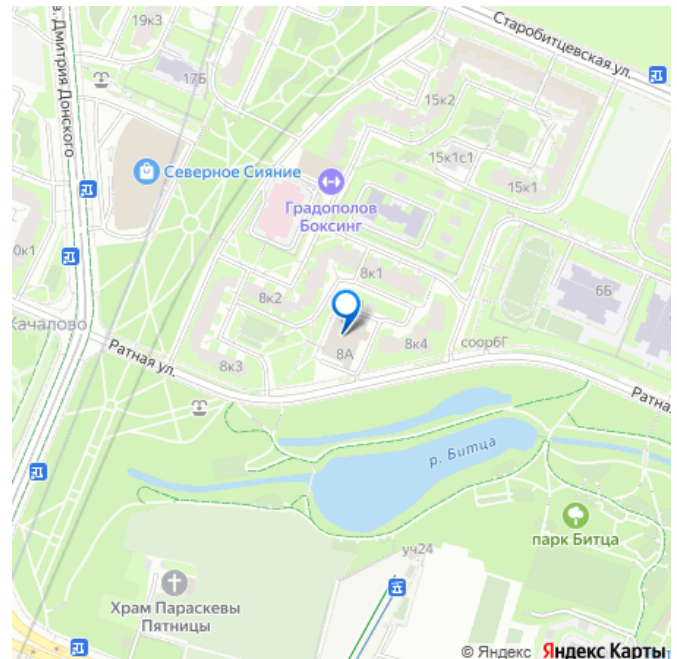 19к3
Старобитцевская ул.
в. Дмитрия Донского
17Б
15к2
15к1с1
15к1
Северное Сияние
Градополов
Боксинг
0к1
8к1
6Б
8к2
Качалово
8А
8к4
соор6Г
8к3
Ратная ул.
Ратная
р. Битца
парк Битца
уч24
Храм Параскевы
Пятницы
© Яндекс Яндекс Карты